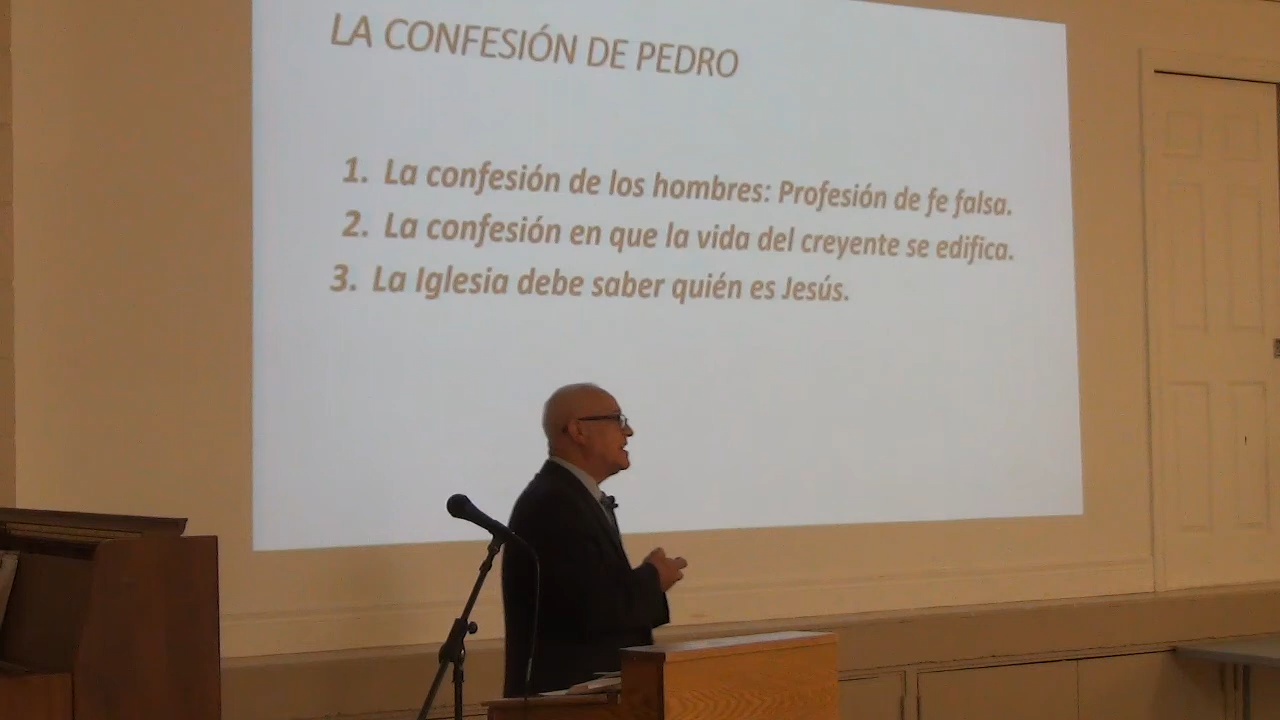 LA CONFESIÓN DE PEDRO
1. La confesión de los hombres: Profesión de fe falsa.
2. La confesión en que la vida del creyente se edifica.
3. La Iglesia debe saber quién es Jesús.